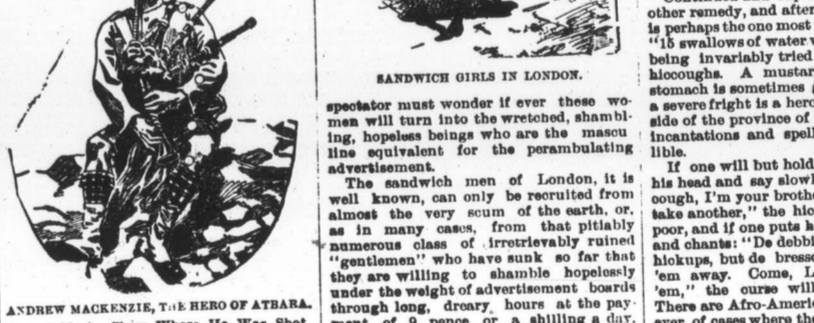 ANDREW MACKENZIE, THE HERO OF ATBARA.
SANDWICH GIRLS IN LONDON.
spectator must wonder if ever these wo-
men will turn into the wretched, shambl-
ing, hopeless beings who are the mascu
line equivalent for the perambulating
advertisement.
The sandwich men of London, it is
well known, can only be recruited from
almost the very scum of the earth, or.
as in many cases, from that pitiably
numerous class of irretrievably ruined
"gentlemen" who have sunk so far that
they are willing to shamble hopelessly
under the weight of advertisement boards
through long, dreary hours at the pay-
ment of 9 pence or a shilling a day.
other remedy, and after
is perhaps the one most
"15 swallows of water
being invariably tried
hiccoughs. A mustar
stomach is sometimes
a severe fright is a hero
side of the province of
incantations and spell
lible.
If one will but hold
his head and say slowl
cough, I'm your brothe
take another," the hic
poor, and if one puts h
and chants: "De debbi
hickups, but de bresse
'em away. Come, L
'em," the curse will
There are Afro-Americ